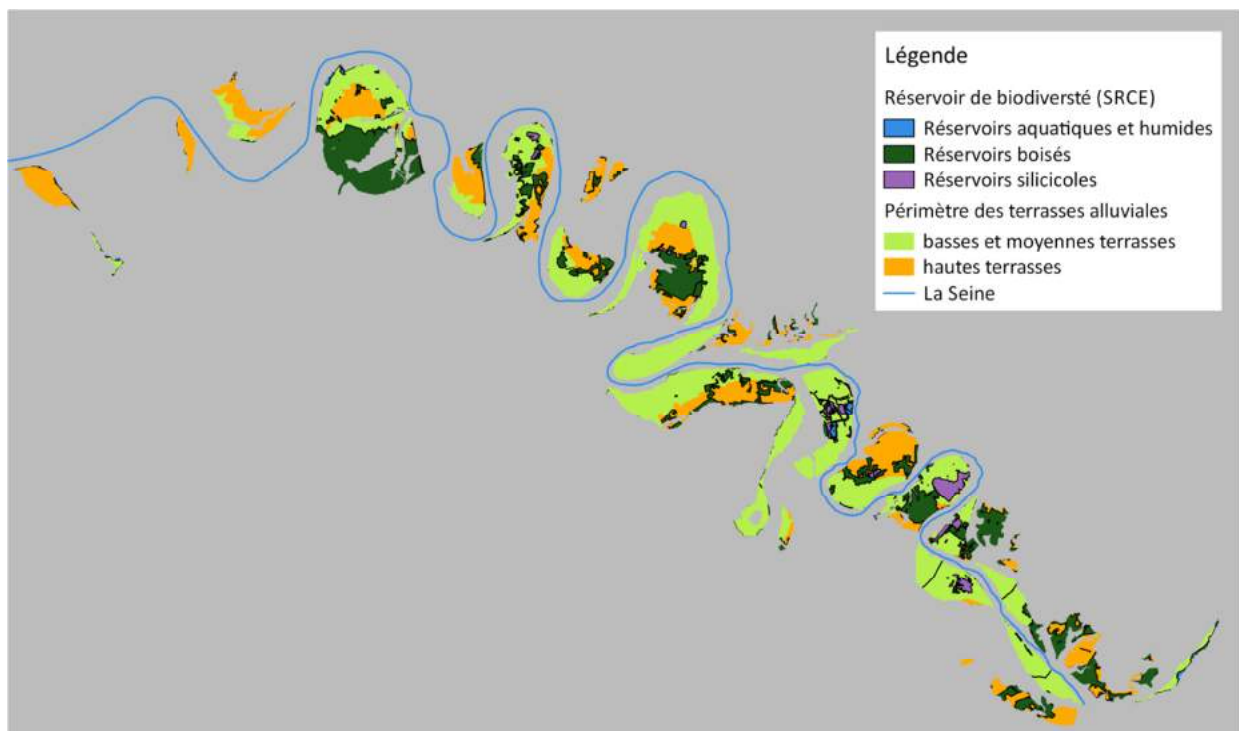 Légende
Réservoir de biodiversté (SRCE)
Réservoirs aquatiques et humides
Réservoirs boisés
Réservoirs silicicoles
Périmètre des terrasses alluviales
basses et moyennes terrasses
hautes terrasses
La Seine